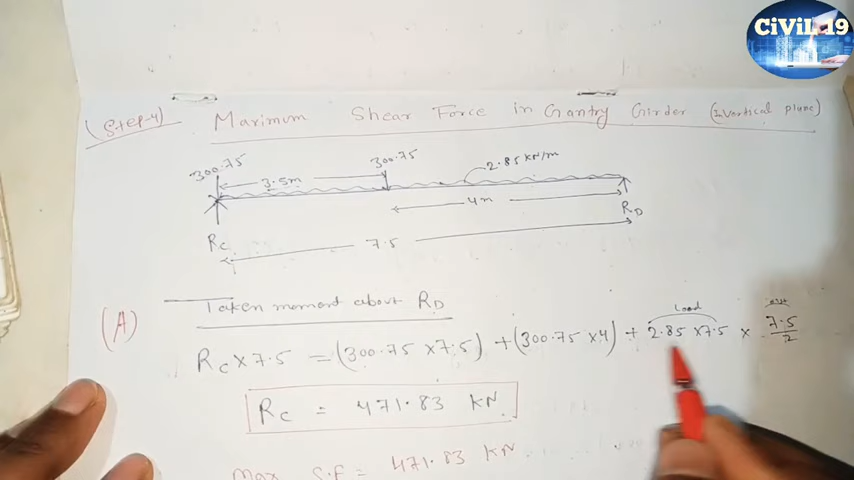 CiViL 19
(Step-4) Maximum Shear Force in Gantry Girder (In vertical plane)
300.75 300.75 2.85 KN/m
3.5m
4m
RC RD
7.5
(A) Taken moment about RD
Load
RC x 7.5 = (300.75 x 7.5) + (300.75 x 4) + 2.85 x 7.5 x 7.5/2
RC = 471.83 KN
Max S.F = 471.83 KN